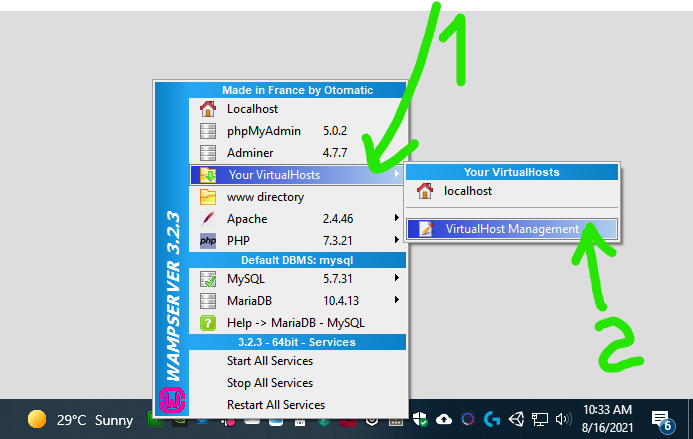 1
Made in France by Otomatic
Localhost
phpMyAdmin 5.0.2
Adminer 4.7.7
Your VirtualHosts
www directory
Apache 2.4.46
php PHP 7.3.21
Default DBMS: mysql
MySQL 5.7.31
MariaDB 10.4.13
Help -> MariaDB - MySQL
3.2.3 - 64bit - Services
Start All Services
Stop All Services
Restart All Services
WAMPSERVER 3.2.3
Your VirtualHosts
localhost
VirtualHost Management
2
29°C Sunny
10:33 AM
8/16/2021
6